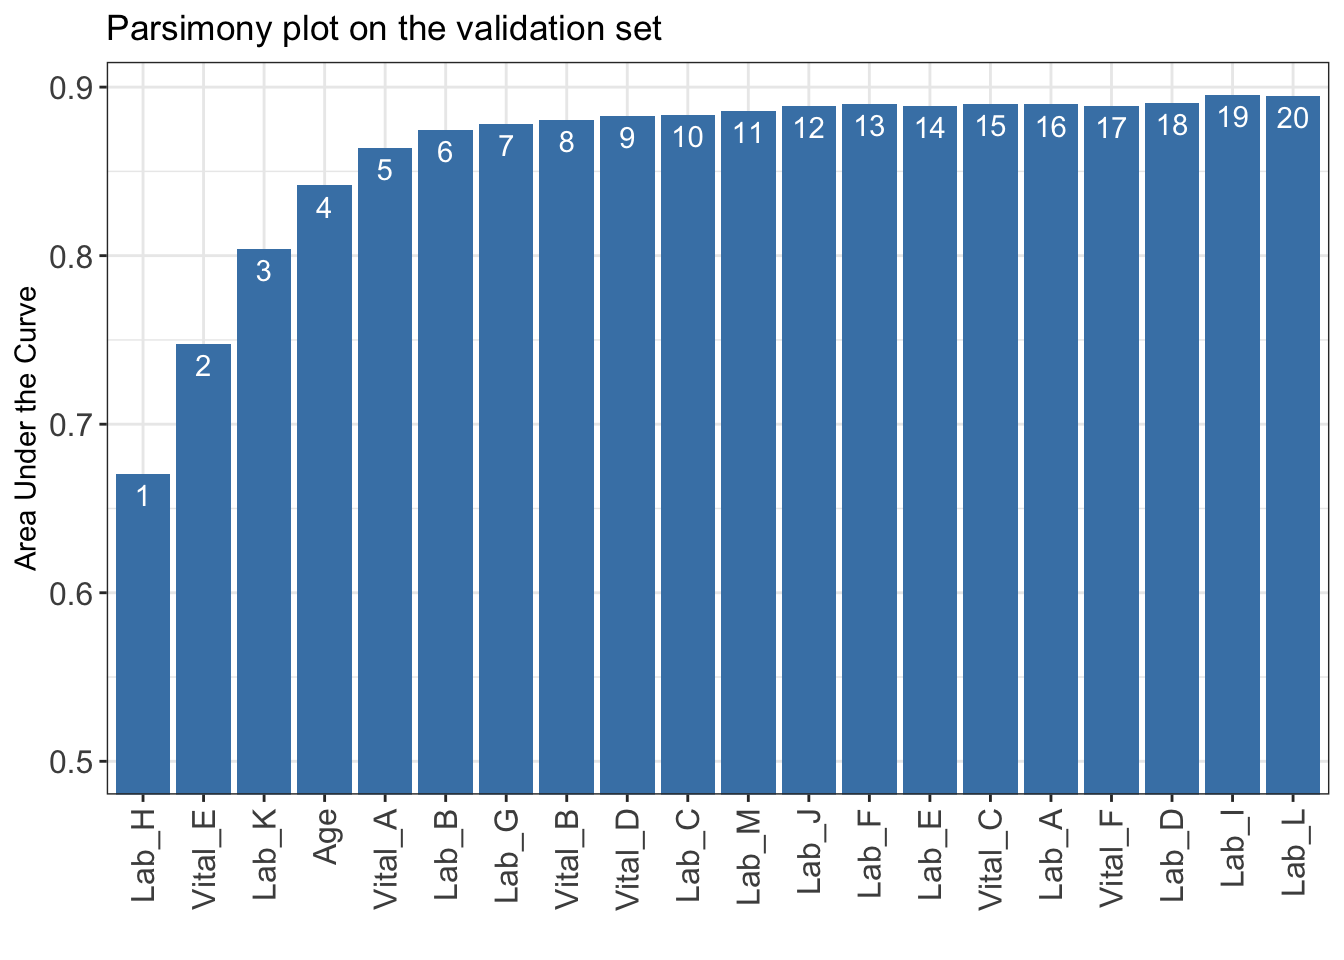 Parsimony plot on the validation set
Area Under the Curve
0.9
0.8
0.7
0.6
0.5
1
2
3
4
5
6
7
8
9
10
11
12
13
14
15
16
17
18
19
20
Lab_H
Vital_E
Lab_K
Age
Vital_A
Lab_B
Lab_G
Vital_B
Vital_D
Lab_C
Lab_M
Lab_J
Lab_F
Lab_E
Vital_C
Lab_A
Vital_F
Lab_D
Lab_I
Lab_L